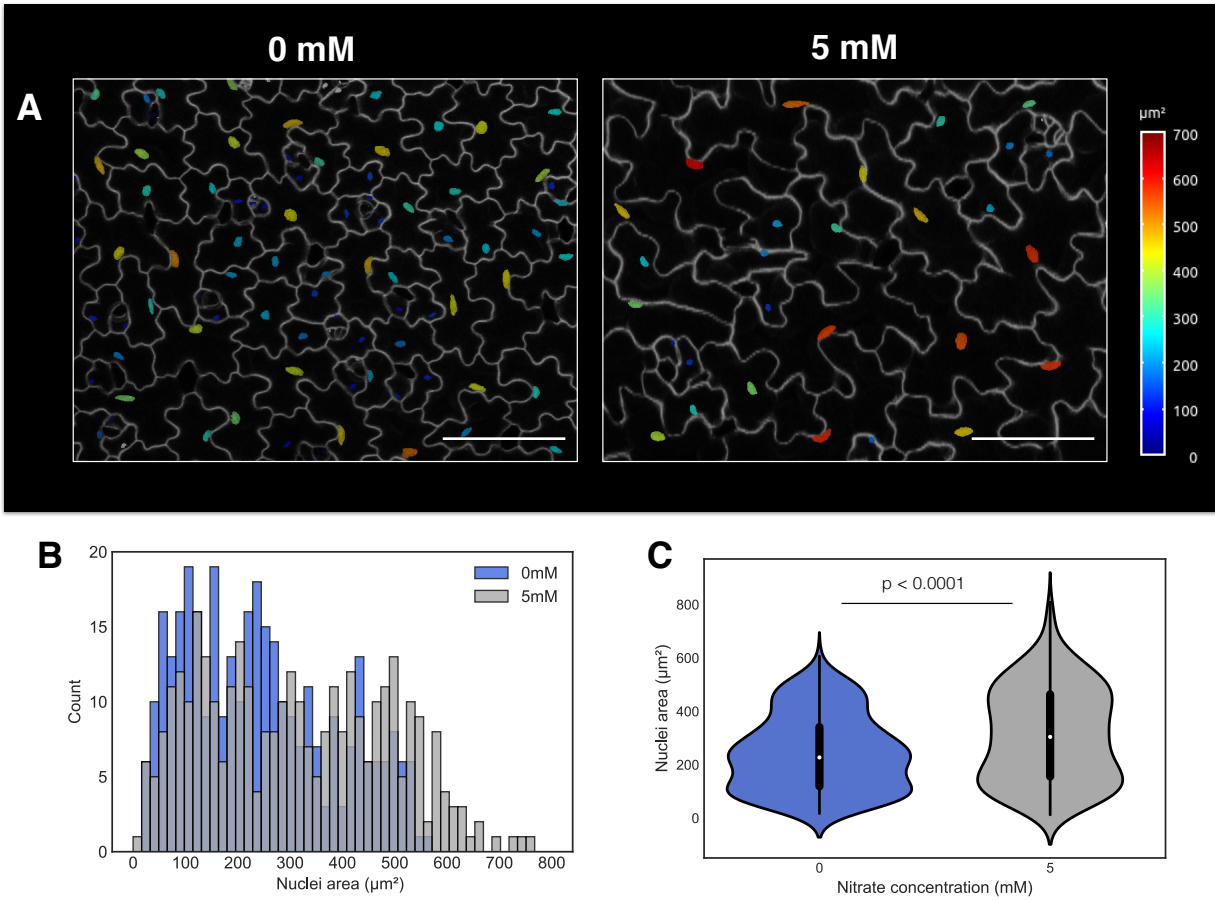 0 mM
5 mM
A
µm²
700
600
500
400
300
200
100
0
B
20
15
10
5
0
Count
0mM
5mM
0 100 200 300 400 500 600 700 800
Nuclei area (µm²)
C
p < 0.0001
800
600
400
200
0
Nuclei area (µm²)
0 5
Nitrate concentration (mM)